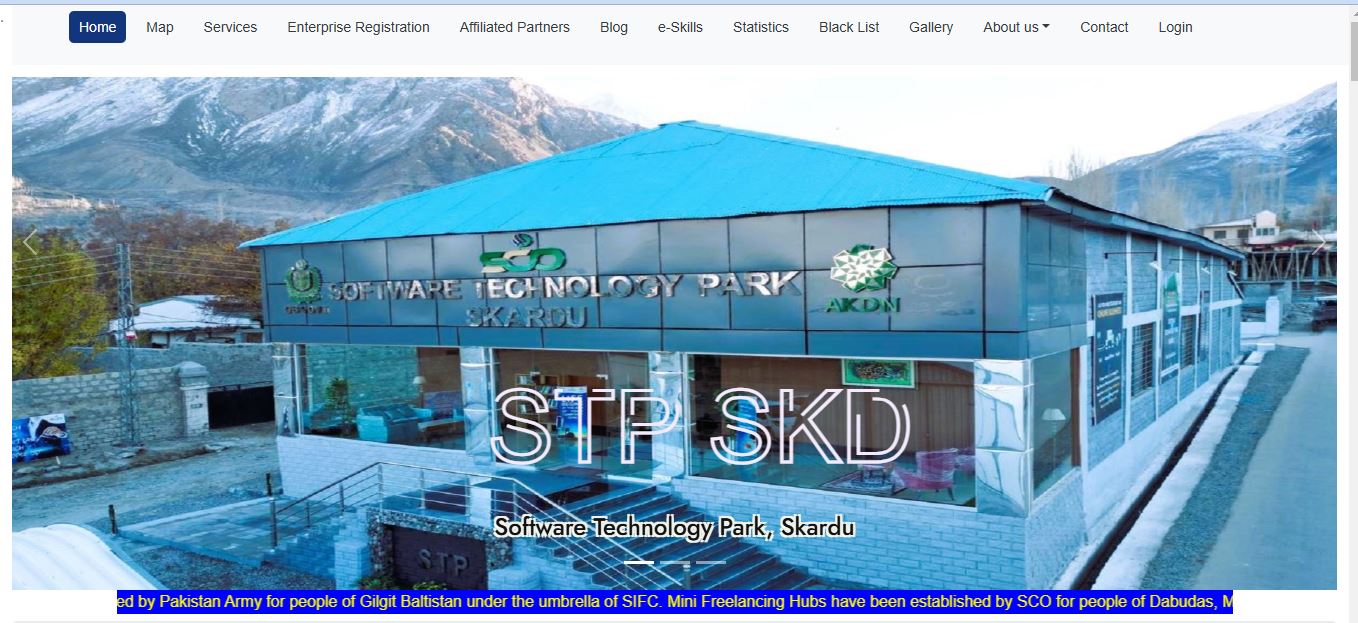 Home Map Services Enterprise Registration Affiliated Partners Blog e-Skills Statistics Black List Gallery About us Contact Login
SCO
SOFTWARE TECHNOLOGY PARK
SKARDU
AKDN
STP SKD
Software Technology Park, Skardu
STP
ed by Pakistan Army for people of Gilgit Baltistan under the umbrella of SIFC. Mini Freelancing Hubs have been established by SCO for people of Dabudas, M